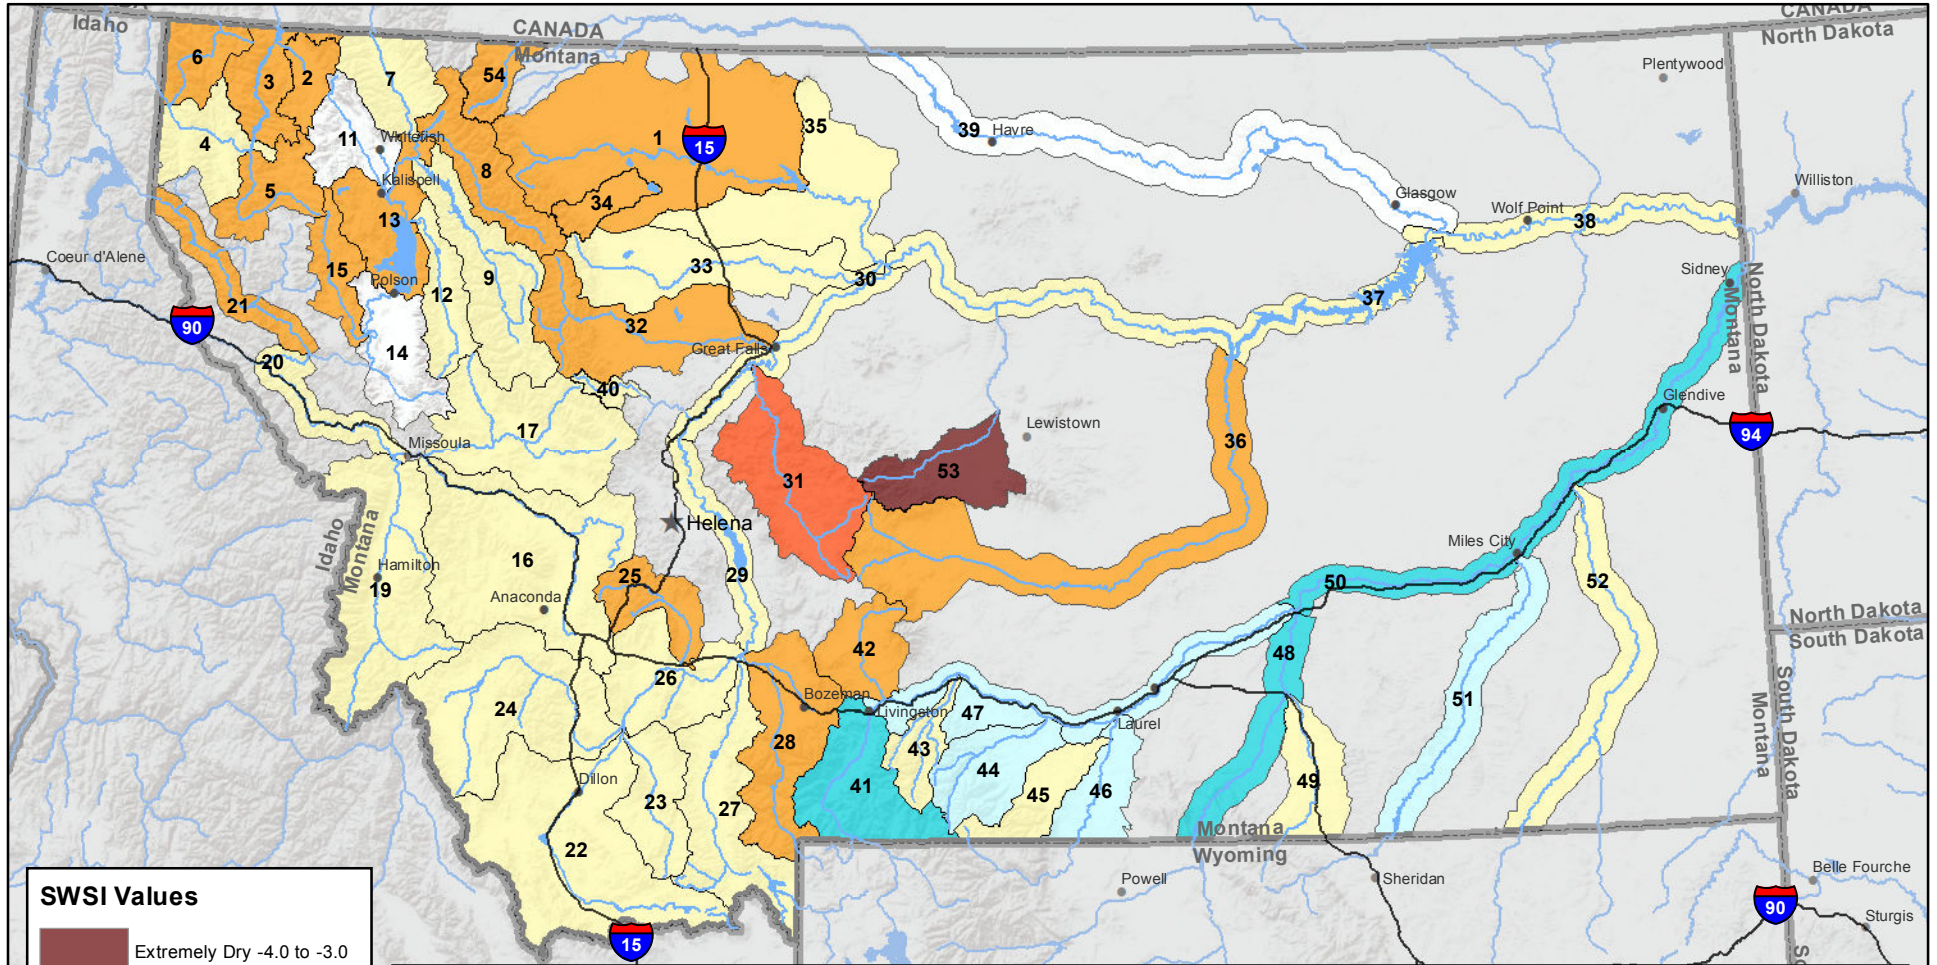 CANADA
CANADA
Idaho
Montana
North Dakota
6
3
2
7
54
Plentywood
11
Whitefish
1
15
35
39
Havre
4
8
5
Kalispell
Glasgow
Williston
34
Wolf Point
38
13
Coeur d'Alene
33
30
Sidney
15
9
Polson
12
37
21
North Dakota
Montana
90
32
14
Great Falls
20
40
Glendive
17
Lewistown
94
Missoula
36
31
53
Helena
Idaho
Montana
Miles City
16
Hamilton
25
29
50
52
19
Anaconda
North Dakota
South Dakota
42
48
26
Bozeman
24
Livingston
47
Laurel
51
South Dakota
Montana
28
43
44
Dillon
41
45
46
49
23
27
Montana
Wyoming
22
Belle Fourche
Powell
Sheridan
SWSI Values
90
Sturgis
15
Extremely Dry -4.0 to -3.0